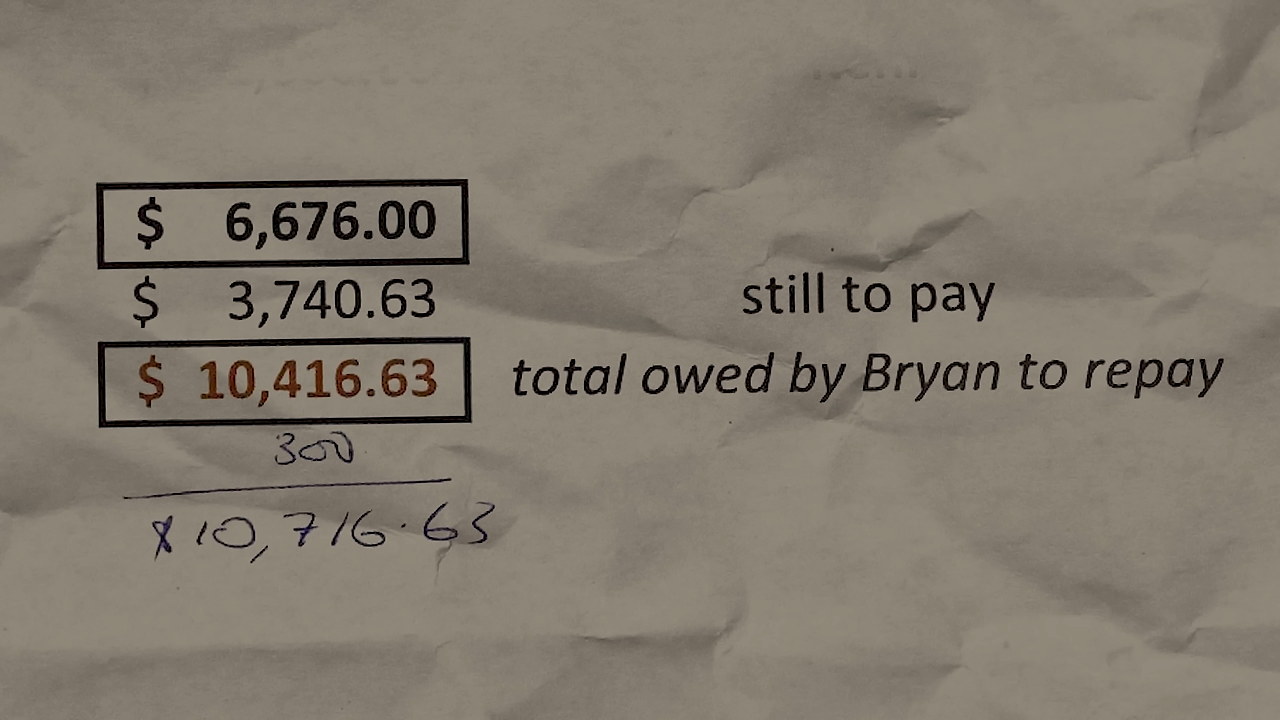 $ 6,676.00
$ 3,740.63 still to pay
$ 10,416.63 total owed by Bryan to repay
300
$10,716.63